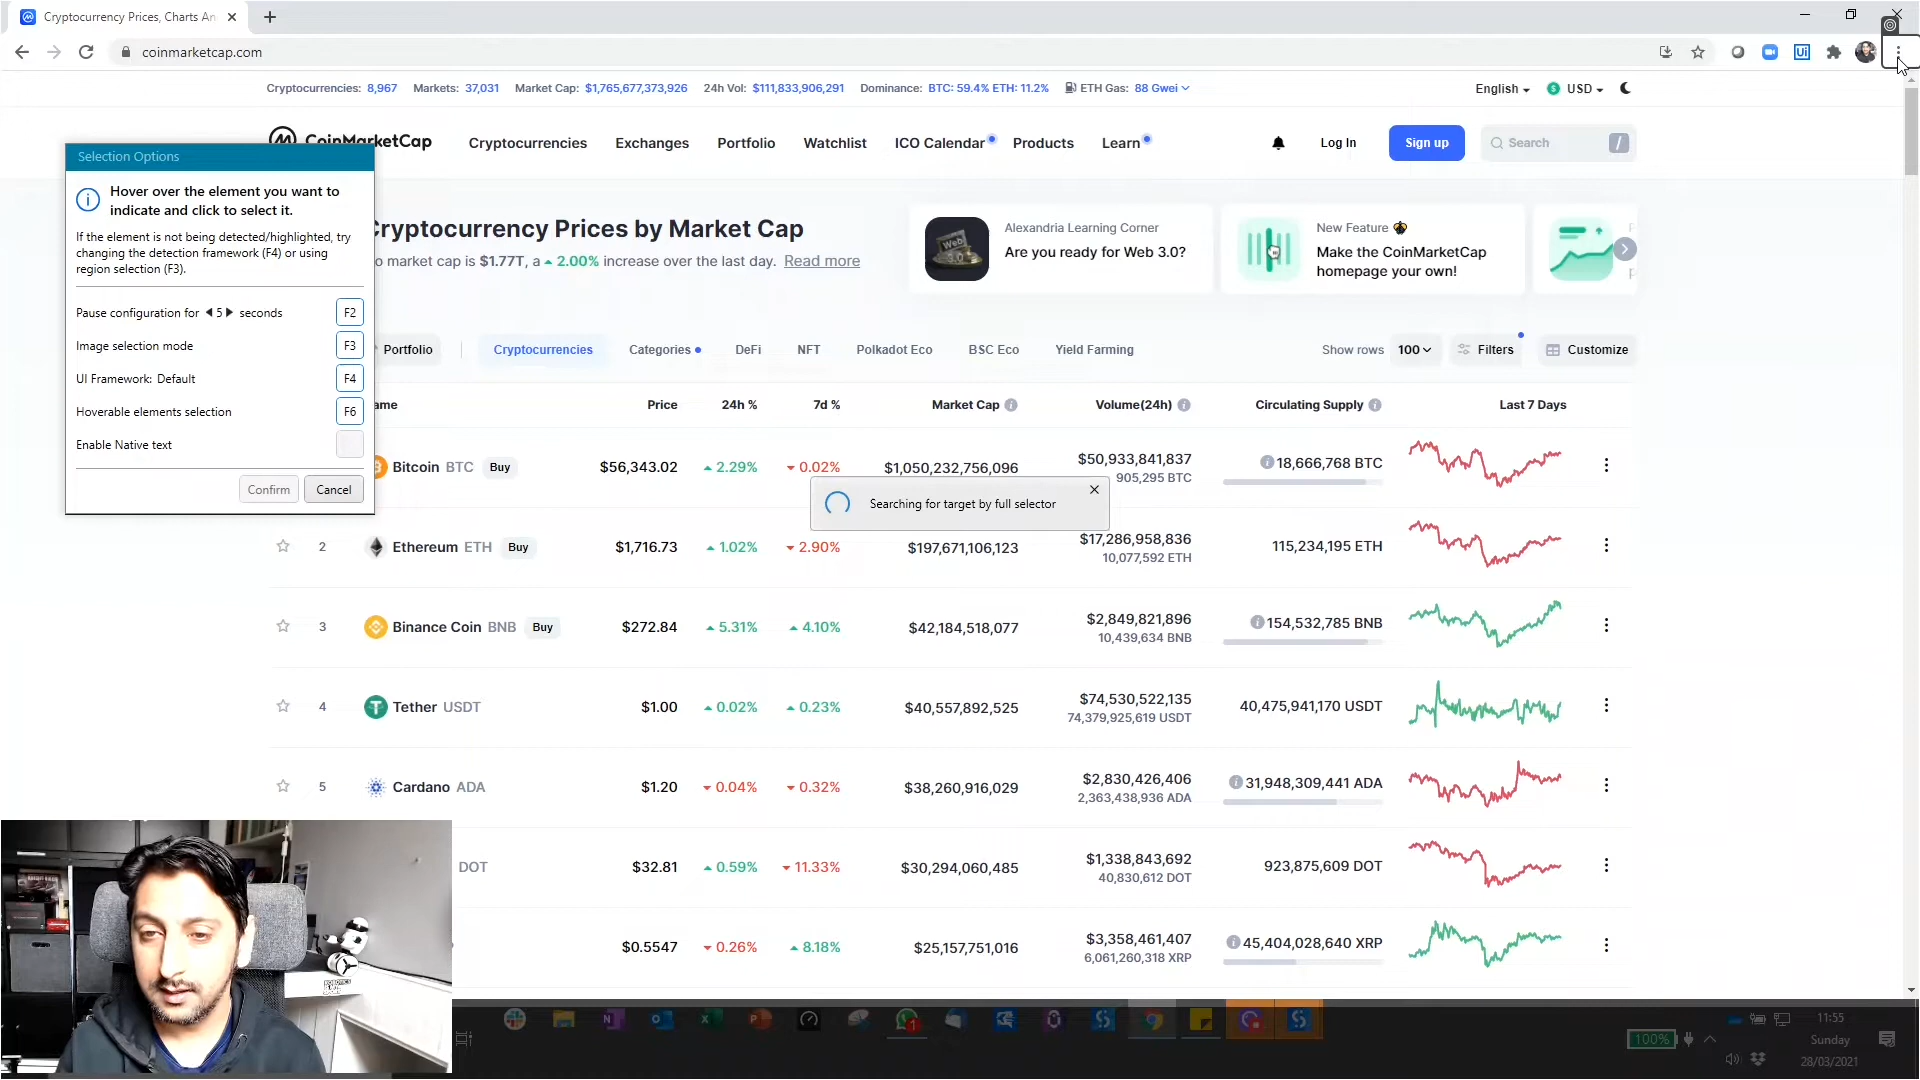 Cryptocurrency Prices, Charts An
coinmarketcap.com
Cryptocurrencies: 8,967 Markets: 37,031 Market Cap: $1,765,677,373,926 24h Vol: $111,833,906,291 Dominance: BTC: 59.4% ETH: 11.2% ETH Gas: 88 Gwei English USD
CoinMarketCap Cryptocurrencies Exchanges Portfolio Watchlist ICO Calendar Products Learn Log In Sign up Search /
Selection Options
Hover over the element you want to
indicate and click to select it.
If the element is not being detected/highlighted, try
changing the detection framework (F4) or using
region selection (F3).
Pause configuration for 5 seconds F2
Image selection mode F3
UI Framework: Default F4
Hoverable elements selection F6
Enable Native text
Confirm Cancel
Cryptocurrency Prices by Market Cap
o market cap is $1.77T, a 2.00% increase over the last day. Read more
Alexandria Learning Corner
Are you ready for Web 3.0?
Web
3.0
New Feature
Make the CoinMarketCap
homepage your own!
Portfolio Cryptocurrencies Categories DeFi NFT Polkadot Eco BSC Eco Yield Farming Show rows 100 Filters Customize
ame Price 24h % 7d % Market Cap Volume(24h) Circulating Supply Last 7 Days
Bitcoin BTC Buy $56,343.02 2.29% 0.02% $1,050,232,756,096 $50,933,841,837 18,666,768 BTC
905,295 BTC
Searching for target by full selector
2 Ethereum ETH Buy $1,716.73 1.02% 2.90% $197,671,106,123 $17,286,958,836 115,234,195 ETH
10,077,592 ETH
3 Binance Coin BNB Buy $272.84 5.31% 4.10% $42,184,518,077 $2,849,821,896 154,532,785 BNB
10,439,634 BNB
4 Tether USDT $1.00 0.02% 0.23% $40,557,892,525 $74,530,522,135 40,475,941,170 USDT
74,379,925,619 USDT
5 Cardano ADA $1.20 0.04% 0.32% $38,260,916,029 $2,830,426,406 31,948,309,441 ADA
2,363,438,936 ADA
DOT $32.81 0.59% 11.33% $30,294,060,485 $1,338,843,692 923,875,609 DOT
40,830,612 DOT
$0.5547 0.26% 8.18% $25,157,751,016 $3,358,461,407 45,404,028,640 XRP
6,061,260,318 XRP
100%
11:55
Sunday
28/03/2021